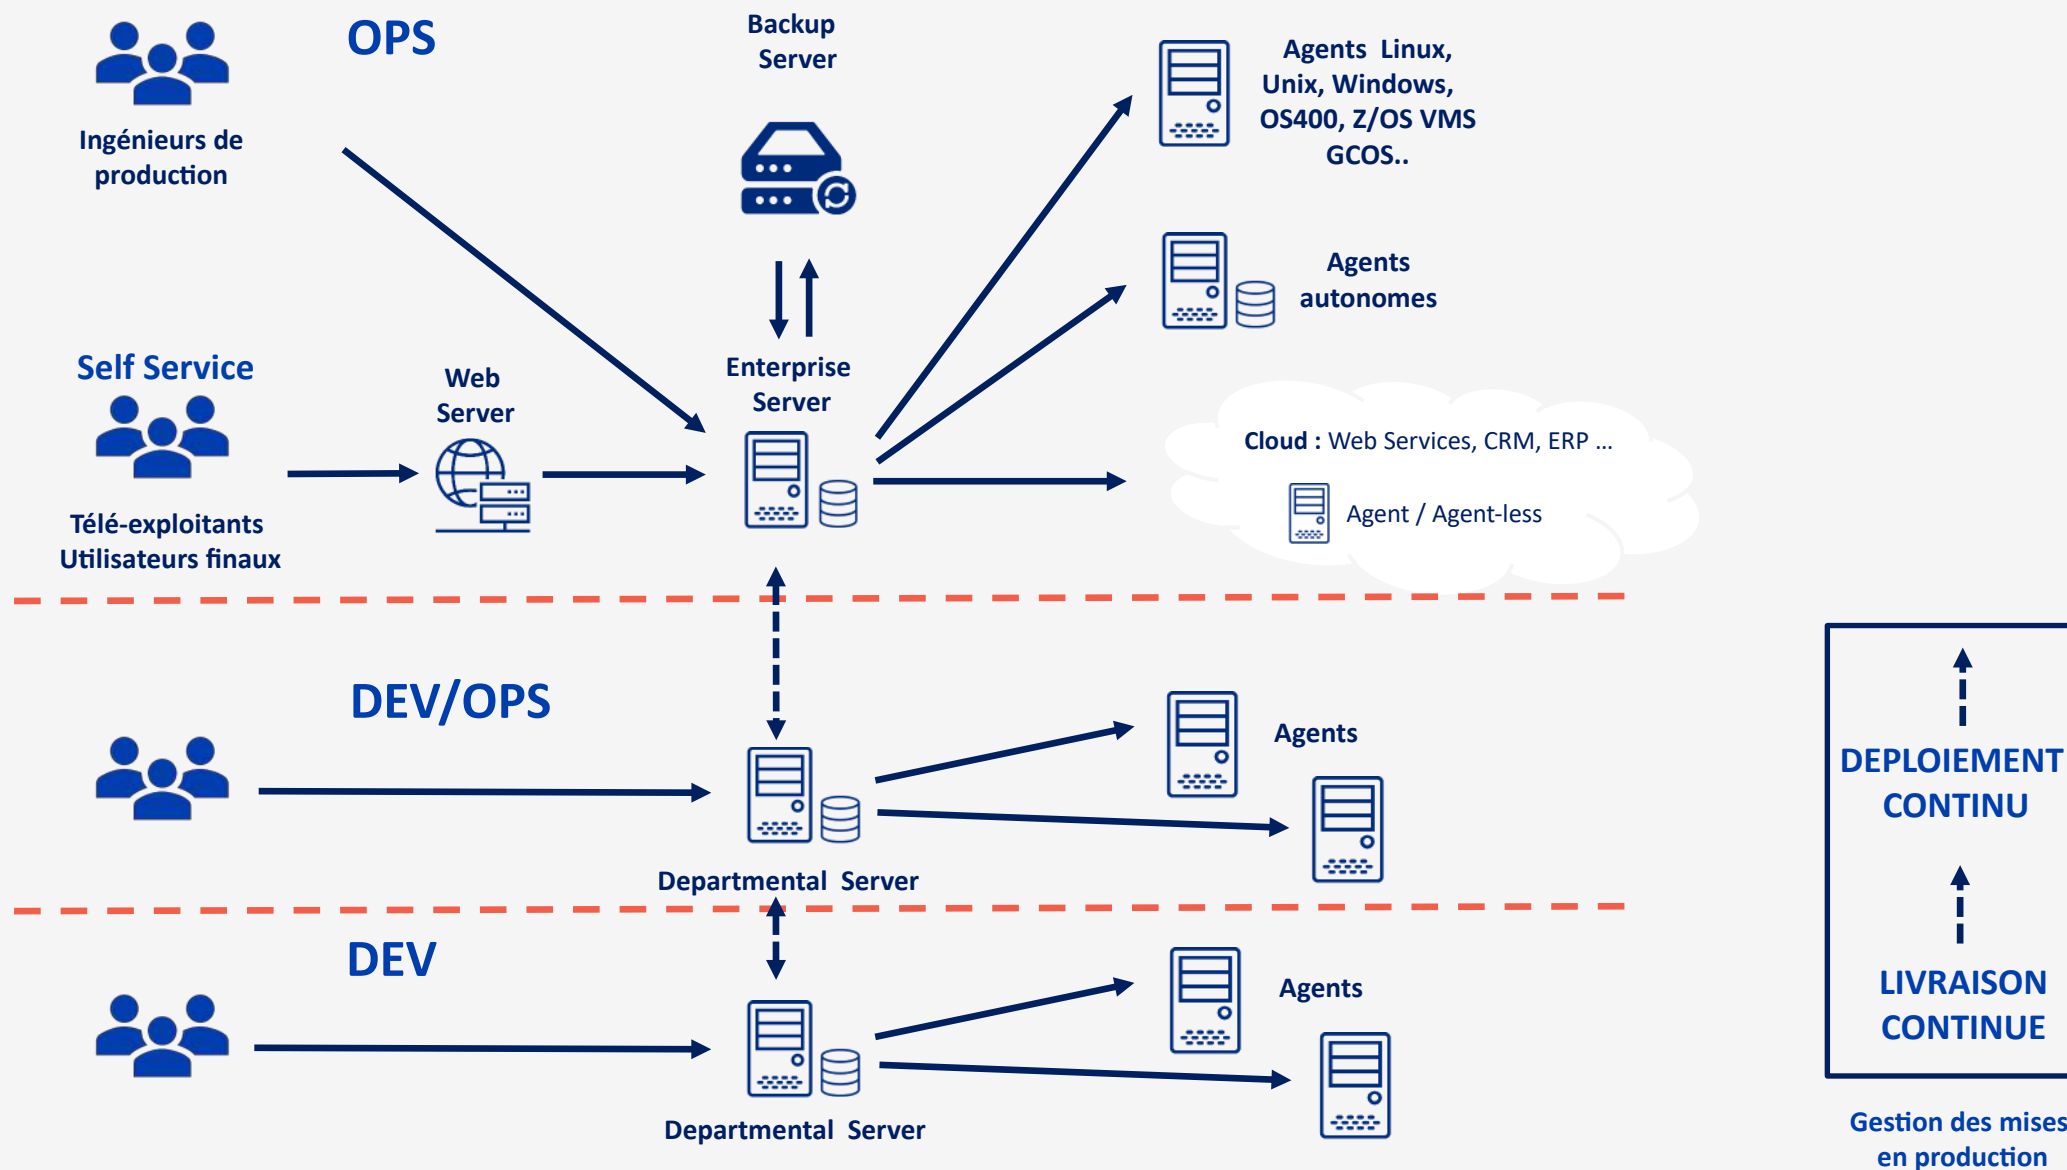 OPS
Ingénieurs de
production
Backup
Server
Agents Linux,
Unix, Windows,
OS400, Z/OS VMS
GCOS..
Agents
autonomes
Self Service
Télé-exploitants
Utilisateurs finaux
Web
Server
Enterprise
Server
Cloud : Web Services, CRM, ERP ...
Agent / Agent-less
DEV/OPS
Departmental Server
Agents
DEV
Departmental Server
Agents
DEPLOIEMENT
CONTINU
LIVRAISON
CONTINUE
Gestion des mises
en production